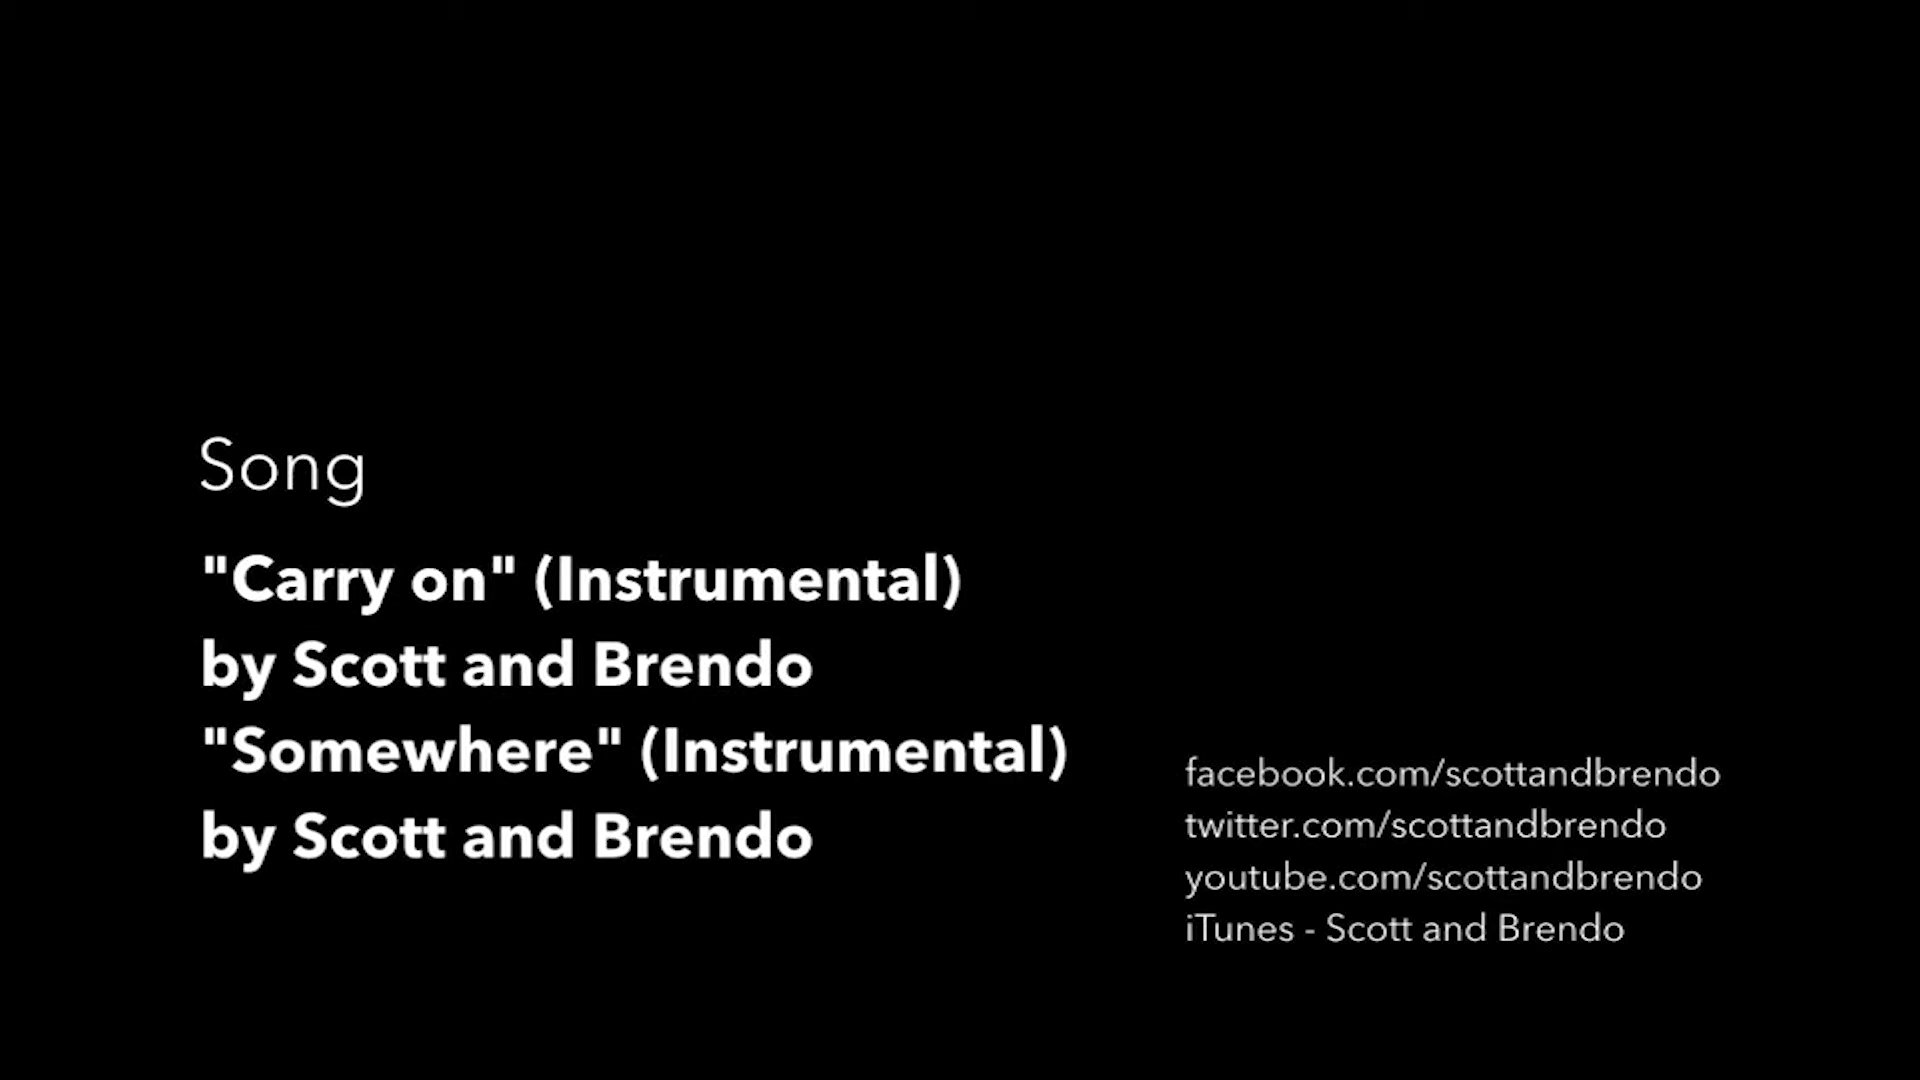 Song
"Carry on" (Instrumental)
by Scott and Brendo
"Somewhere" (Instrumental)
by Scott and Brendo
facebook.com/scottandbrendo
twitter.com/scottandbrendo
youtube.com/scottandbrendo
iTunes - Scott and Brendo